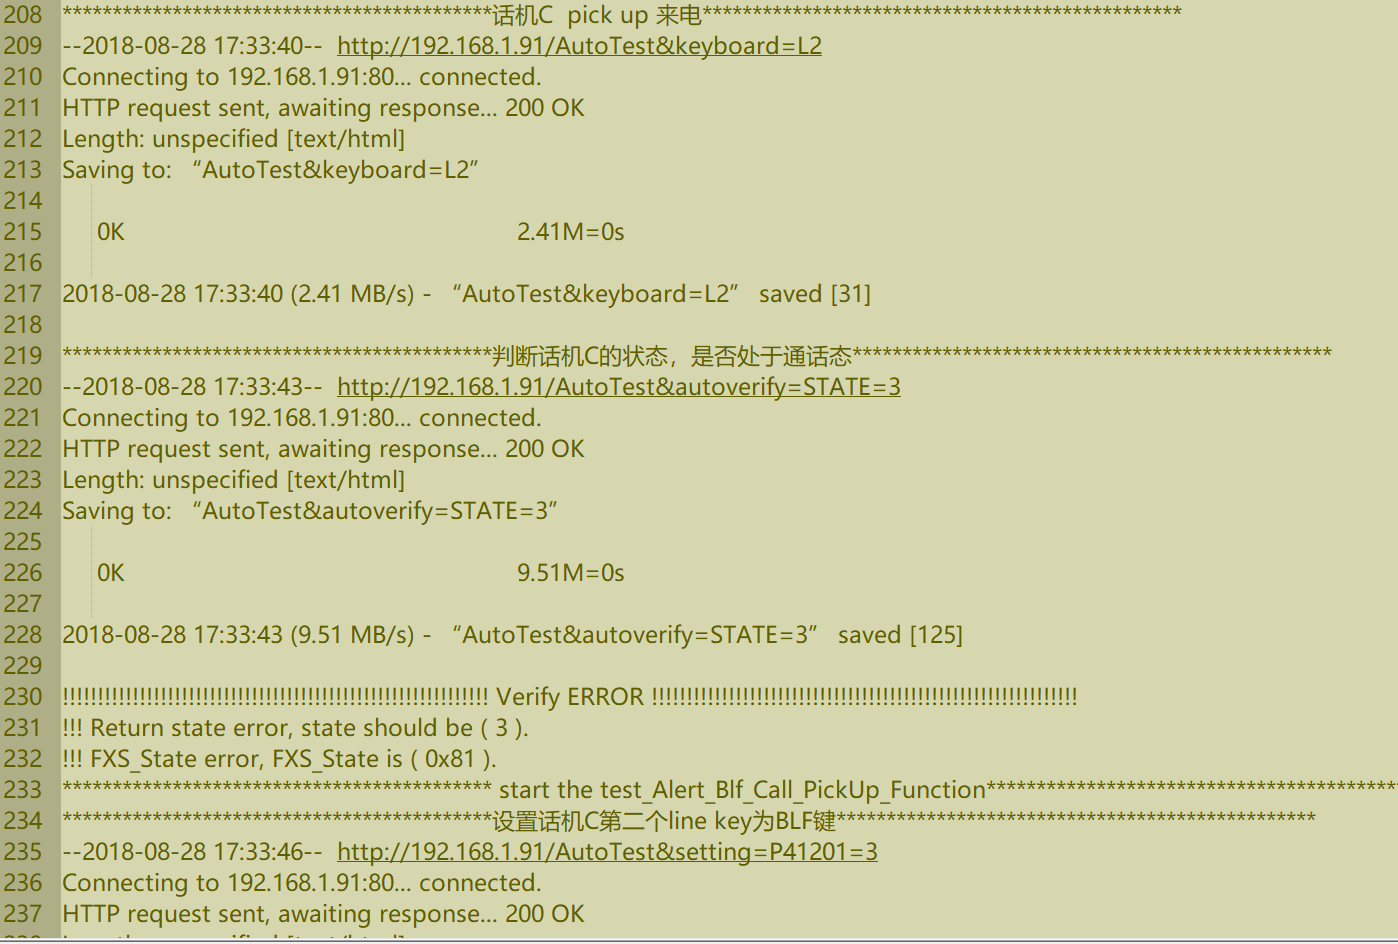 208 *******************************************话机C  pick up 来电************************************************
209 --2018-08-28 17:33:40--  http://192.168.1.91/AutoTest&keyboard=L2
210 Connecting to 192.168.1.91:80... connected.
211 HTTP request sent, awaiting response... 200 OK
212 Length: unspecified [text/html]
213 Saving to: “AutoTest&keyboard=L2”
214
215 0K 2.41M=0s
216
217 2018-08-28 17:33:40 (2.41 MB/s) - “AutoTest&keyboard=L2” saved [31]
218
219 *******************************************判断话机C的状态，是否处于通话态************************************************
220 --2018-08-28 17:33:43--  http://192.168.1.91/AutoTest&autoverify=STATE=3
221 Connecting to 192.168.1.91:80... connected.
222 HTTP request sent, awaiting response... 200 OK
223 Length: unspecified [text/html]
224 Saving to: “AutoTest&autoverify=STATE=3”
225
226 0K 9.51M=0s
227
228 2018-08-28 17:33:43 (9.51 MB/s) - “AutoTest&autoverify=STATE=3” saved [125]
229
230 !!!!!!!!!!!!!!!!!!!!!!!!!!!!!!!!!!!!!!!!!!!!!!!!!!!!!!!!!!!!! Verify ERROR !!!!!!!!!!!!!!!!!!!!!!!!!!!!!!!!!!!!!!!!!!!!!!!!!!!!!!!!!!!!!
231 !!! Return state error, state should be ( 3 ).
232 !!! FXS_State error, FXS_State is ( 0x81 ).
233 ******************************************* start the test_Alert_Blf_Call_PickUp_Function*****************************************
234 *******************************************设置话机C第二个line key为BLF键************************************************
235 --2018-08-28 17:33:46--  http://192.168.1.91/AutoTest&setting=P41201=3
236 Connecting to 192.168.1.91:80... connected.
237 HTTP request sent, awaiting response... 200 OK